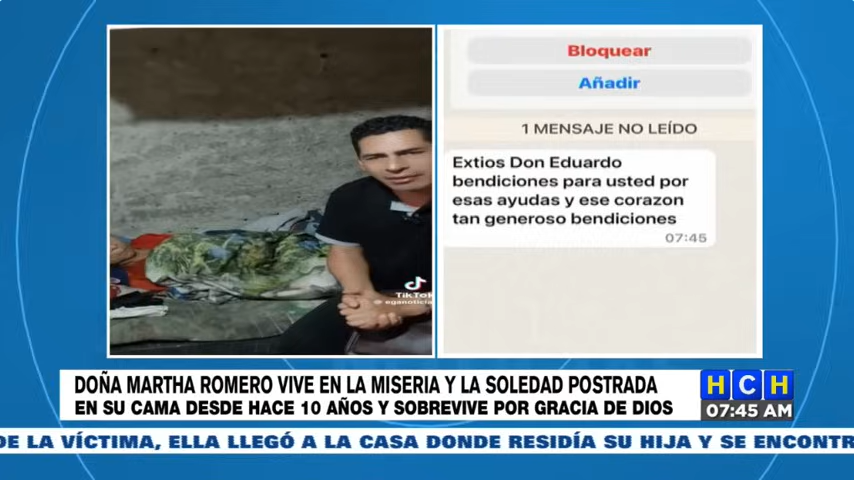 Bloquear
Añadir
1 MENSAJE NO LEÍDO
Extios Don Eduardo
bendiciones para usted por
esas ayudas y ese corazon
tan generoso bendiciones
07:45
TikTok
DOÑA MARTHA ROMERO VIVE EN LA MISERIA Y LA SOLEDAD POSTRADA
EN SU CAMA DESDE HACE 10 AÑOS Y SOBREVIVE POR GRACIA DE DIOS
HCH
07:45 AM
DE LA VÍCTIMA, ELLA LLEGÓ A LA CASA DONDE RESIDÍA SU HIJA Y SE ENCONTR